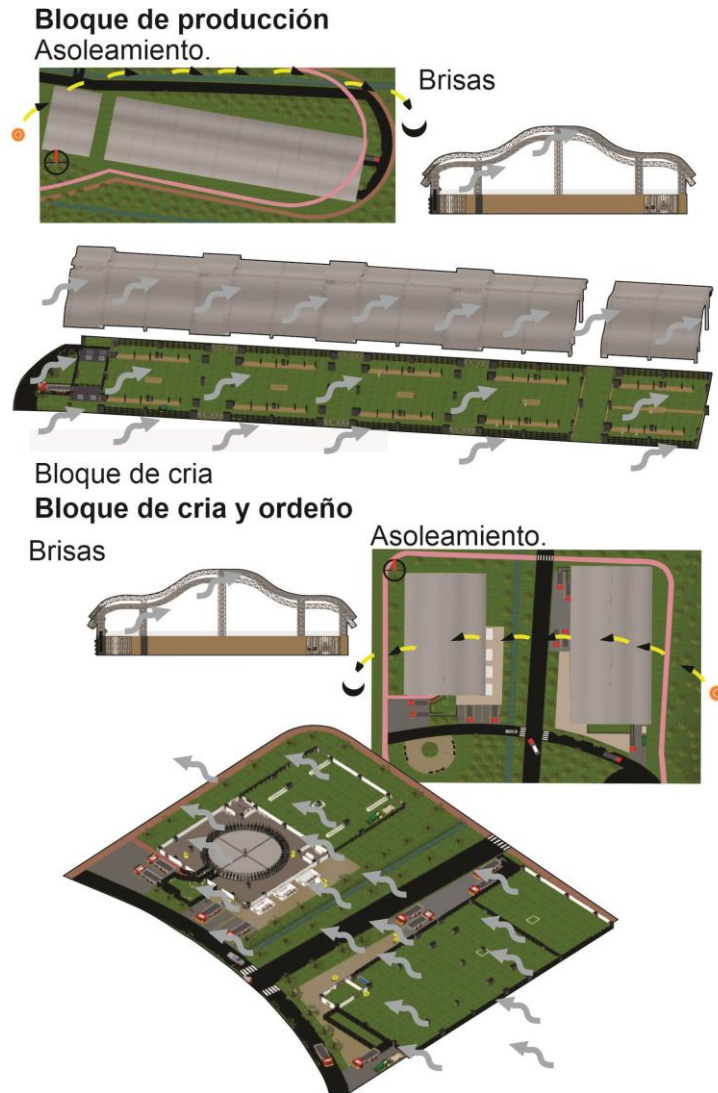 Bloque de producción
Asoleamiento.
Brisas
Bloque de cria
Bloque de cria y ordeño
Brisas
Asoleamiento.